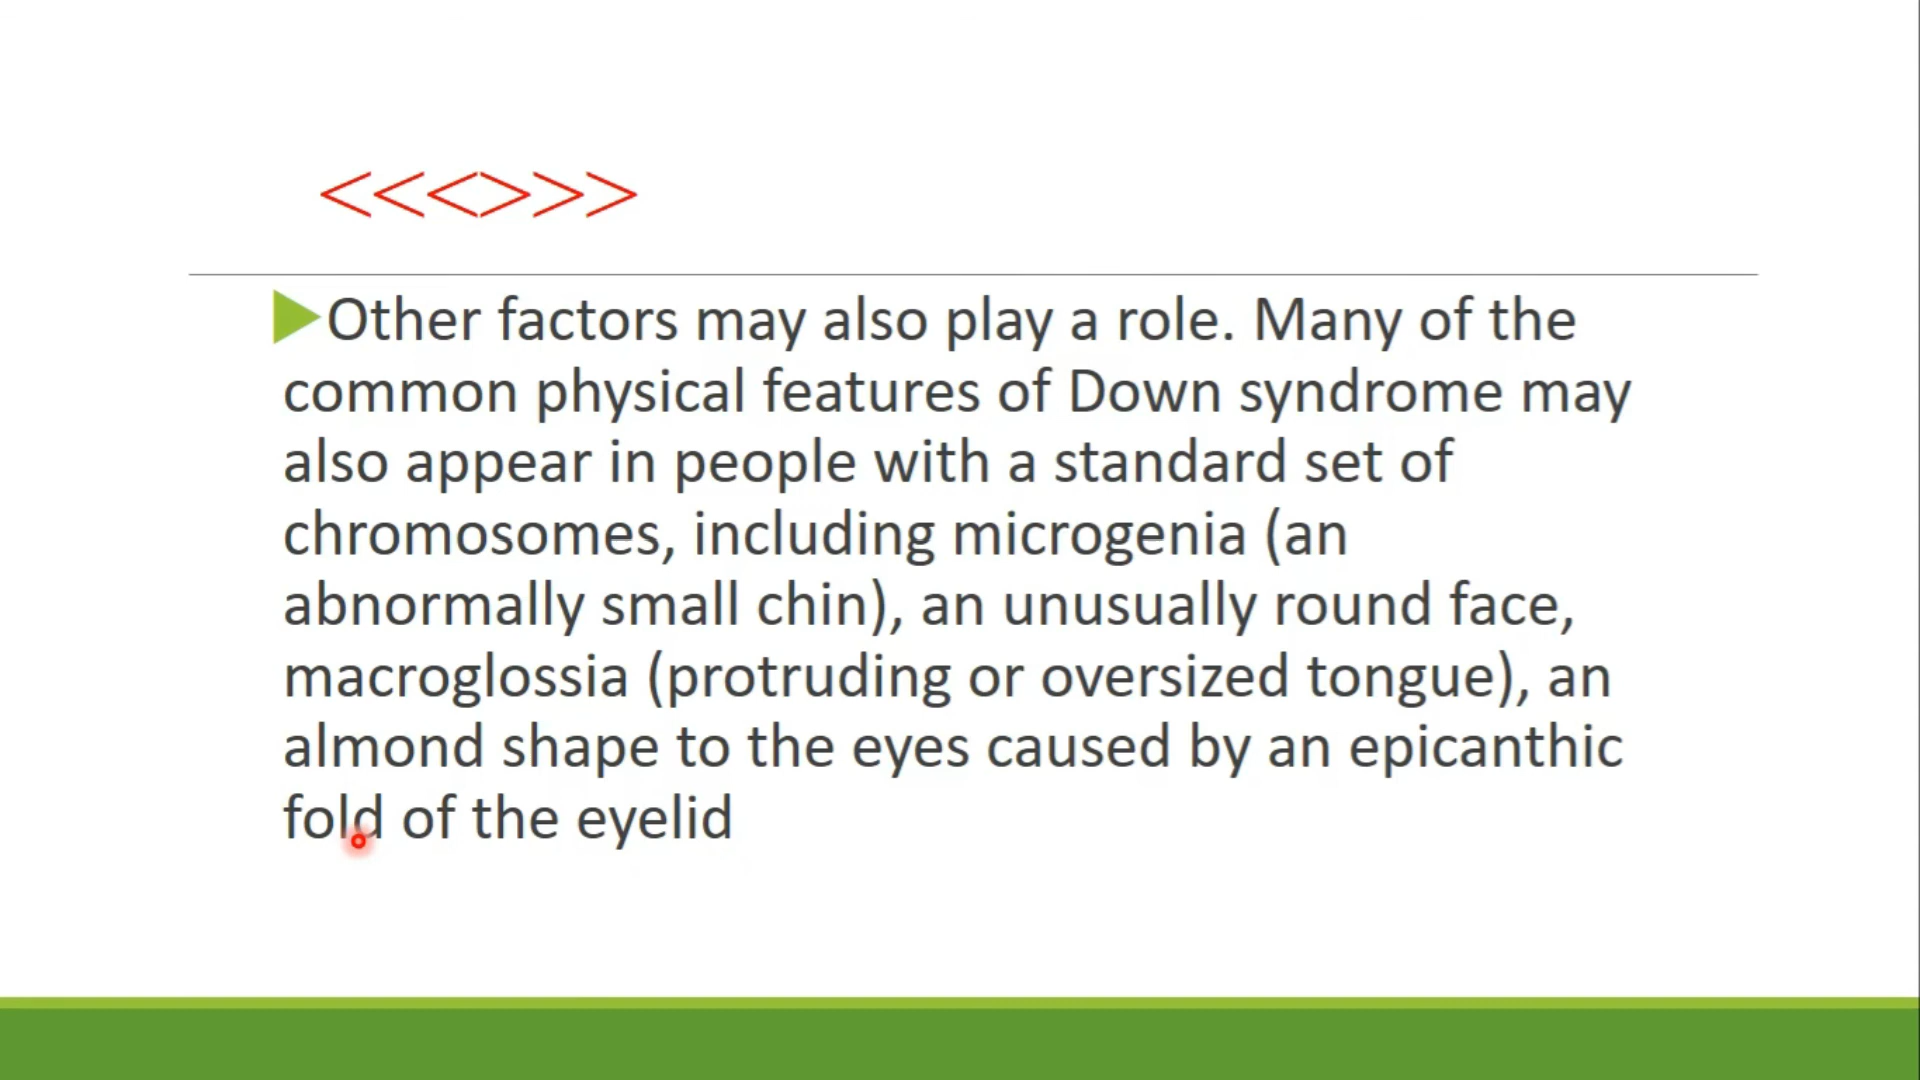 <<<>>>
Other factors may also play a role. Many of the
common physical features of Down syndrome may
also appear in people with a standard set of
chromosomes, including microgenia (an
abnormally small chin), an unusually round face,
macroglossia (protruding or oversized tongue), an
almond shape to the eyes caused by an epicanthic
fold of the eyelid